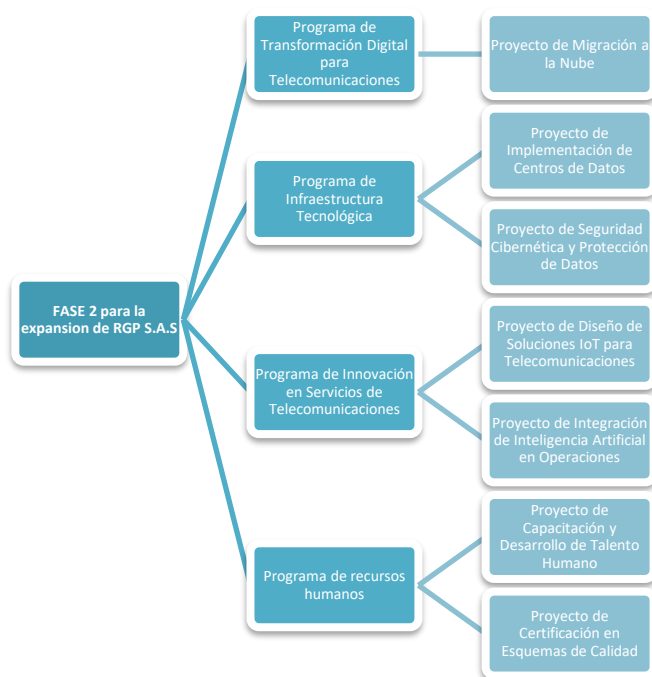 Programa de
Transformación Digital
para
Telecomunicaciones
Proyecto de Migración a
la Nube
Programa de
Infraestructura
Tecnológica
Proyecto de
Implementación de
Centros de Datos
Proyecto de Seguridad
Cibernética y Protección
de Datos
FASE 2 para la
expansion de RGP S.A.S
Programa de Innovación
en Servicios de
Telecomunicaciones
Proyecto de Diseño de
Soluciones IoT para
Telecomunicaciones
Proyecto de Integración
de Inteligencia Artificial
en Operaciones
Programa de recursos
humanos
Proyecto de
Capacitación y
Desarrollo de Talento
Humano
Proyecto de
Certificación en
Esquemas de Calidad